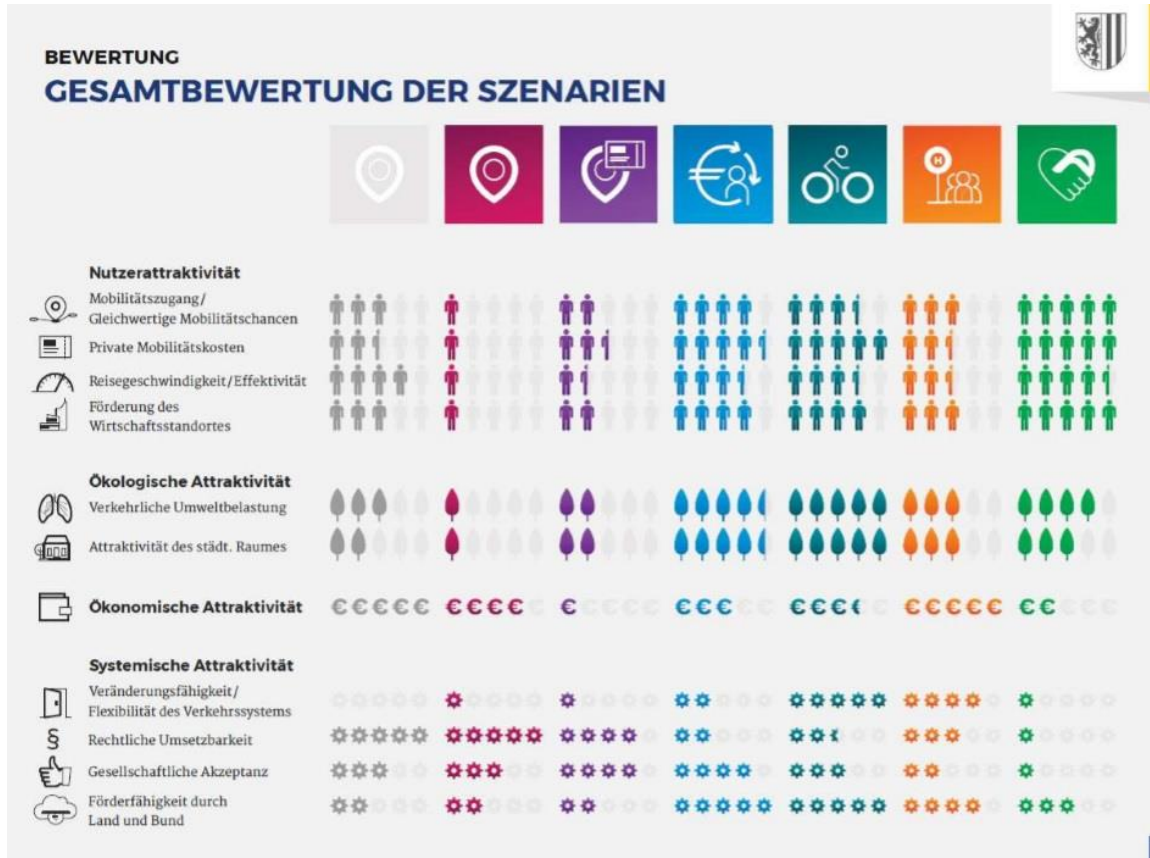 BEWERTUNG
GESAMTBEWERTUNG DER SZENARIEN
H
Nutzerattraktivität
Mobilitätszugang/
Gleichwertige Mobilitätschancen
Private Mobilitätskosten
Reisegeschwindigkeit/Effektivität
Förderung des
Wirtschaftsstandortes
Ökologische Attraktivität
Verkehrliche Umweltbelastung
Attraktivität des städt. Raumes
Ökonomische Attraktivität
Systemische Attraktivität
Veränderungsfähigkeit/
Flexibilität des Verkehrssystems
§ Rechtliche Umsetzbarkeit
Gesellschaftliche Akzeptanz
Förderfähigkeit durch
Land und Bund